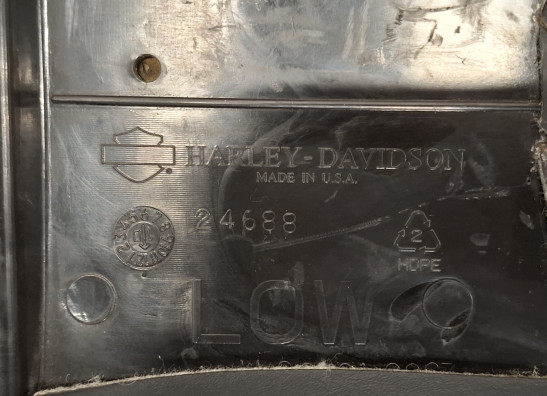 HARLEY-DAVIDSON
MADE IN U.S.A.
24688
2
HDPE
LOW